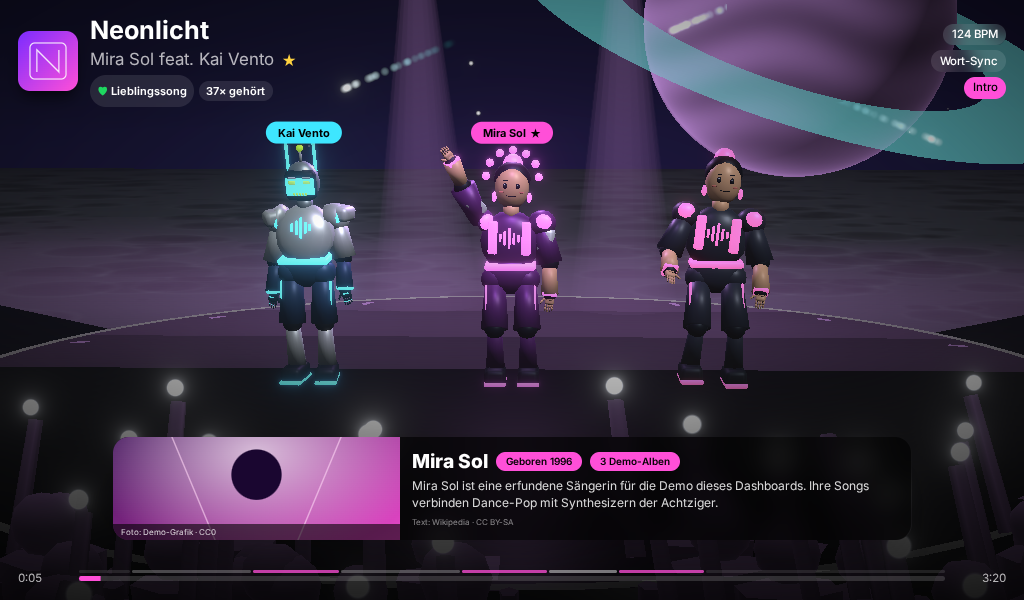 Neonlicht
Mira Sol feat. Kai Vento ★
Lieblingssong
37× gehört
124 BPM
Wort-Sync
Intro
N
Kai Vento
Mira Sol ★
Mira Sol
Geboren 1996
3 Demo-Alben
Mira Sol ist eine erfundene Sängerin für die Demo dieses Dashboards. Ihre Songs
verbinden Dance-Pop mit Synthesizern der Achtziger.
Text: Wikipedia · CC BY-SA
Foto: Demo-Grafik · CC0
0:05
3:20